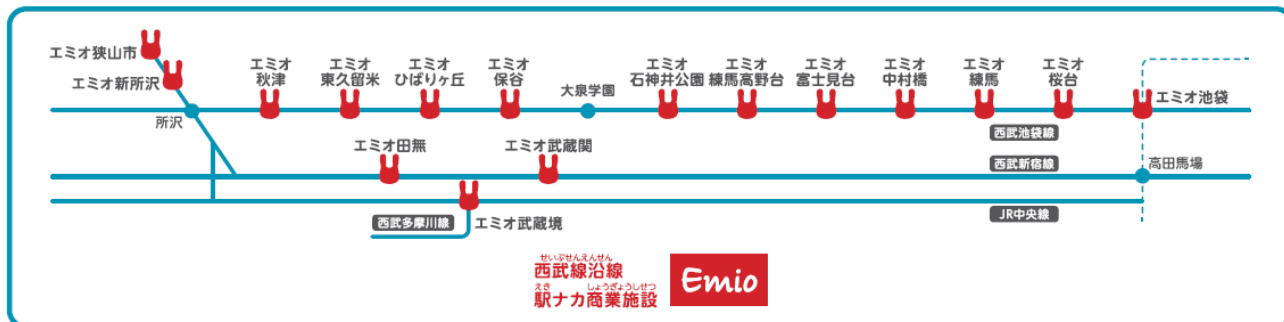 エミオ狭山市
エミオ新所沢
所沢
エミオ
秋津
エミオ
東久留米
エミオ
ひばりヶ丘
エミオ
保谷
大泉学園
エミオ
石神井公園
エミオ
練馬高野台
エミオ
富士見台
エミオ
中村橋
エミオ
練馬
エミオ
桜台
エミオ池袋
西武池袋線
エミオ田無
エミオ武蔵関
西武新宿線
高田馬場
西武多摩川線
エミオ武蔵境
JR中央線
せいぶせんえんせん
西武線沿線
えき しょうぎょうしせつ
駅ナカ商業施設
Emio